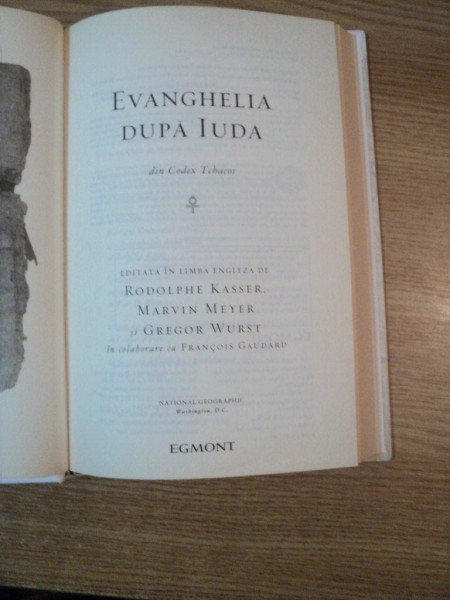 EVANGHELIA
DUPĂ IUDA
din Codex Tchacos
EDITATĂ ÎN LIMBA ENGLEZĂ DE
RODOLPHE KASSER,
MARVIN MEYER
și GREGOR WURST
în colaborare cu FRANÇOIS GAUDARD
NATIONAL GEOGRAPHIC
Washington, D.C.
EGMONT